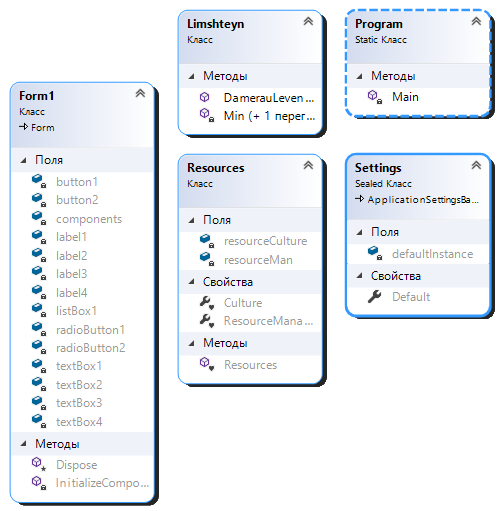 Form1
Класс
Form
Поля
button1
button2
components
label1
label2
label3
label4
listBox1
radioButton1
radioButton2
textBox1
textBox2
textBox3
textBox4
Методы
Dispose
InitializeCompo...
Limshteyn
Класс
Методы
DamerauLeven...
Min (+ 1 перег...
Resources
Класс
Поля
resourceCulture
resourceMan
Свойства
Culture
ResourceMana...
Методы
Resources
Program
Static Класс
Методы
Main
Settings
Sealed Класс
ApplicationSettingsBa...
Поля
defaultInstance
Свойства
Default